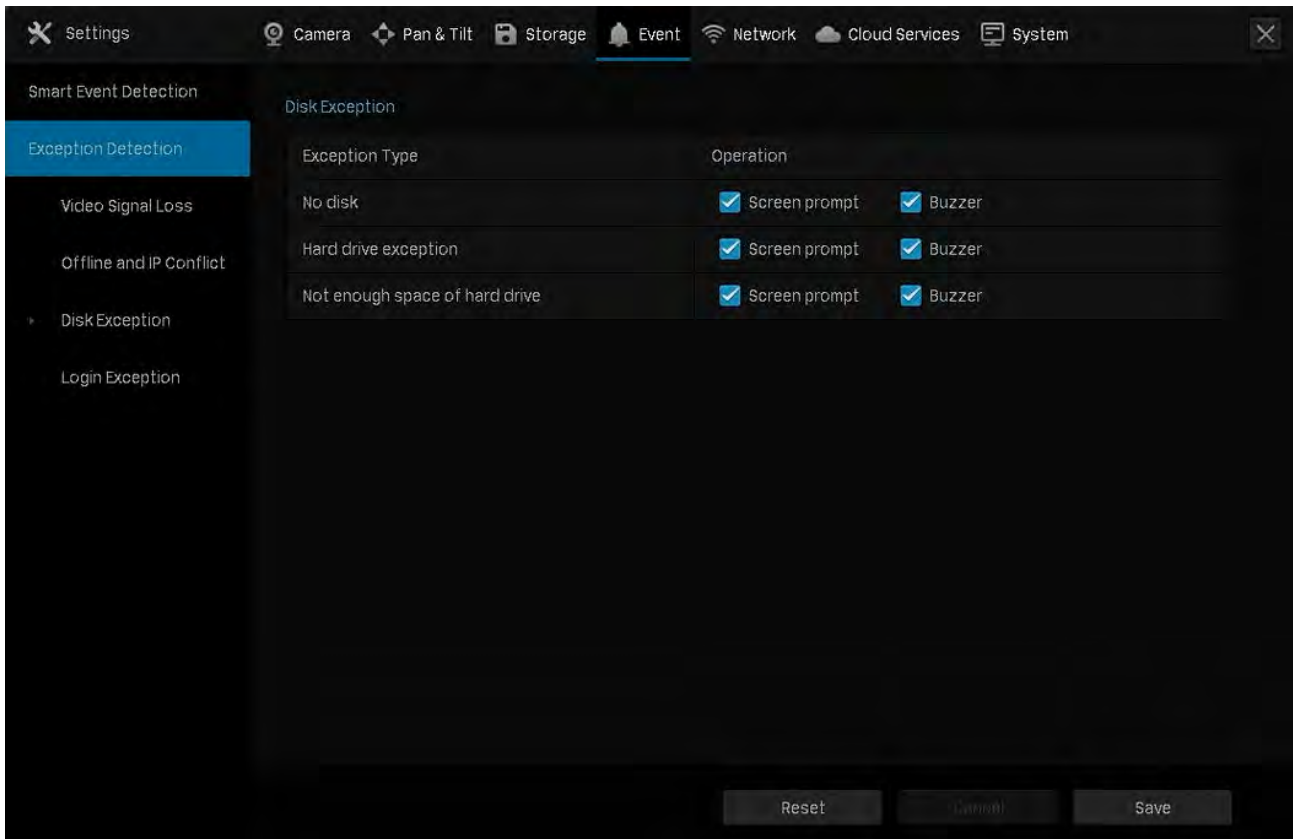 Settings Camera Pan & Tilt Storage Event Network Cloud Services System
Smart Event Detection
Disk Exception
Exception Detection
Exception Type Operation
Video Signal Loss
No disk Screen prompt Buzzer
Offline and IP Conflict
Hard drive exception Screen prompt Buzzer
Not enough space of hard drive Screen prompt Buzzer
Disk Exception
Login Exception
Reset Cancel Save